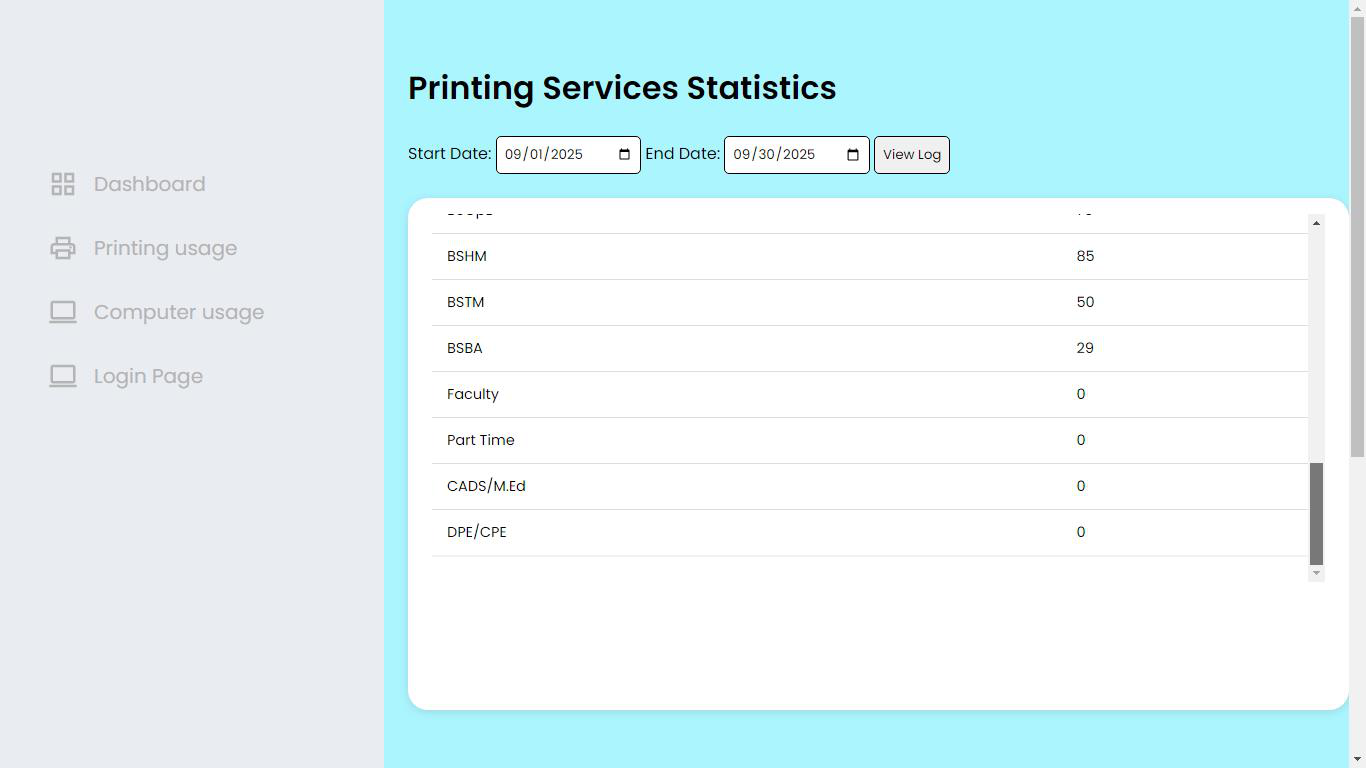 Printing Services Statistics
Start Date: 09/01/2025 End Date: 09/30/2025 View Log
Dashboard
Printing usage
Computer usage
Login Page
BSHM 85
BSTM 50
BSBA 29
Faculty 0
Part Time 0
CADS/M.Ed 0
DPE/CPE 0